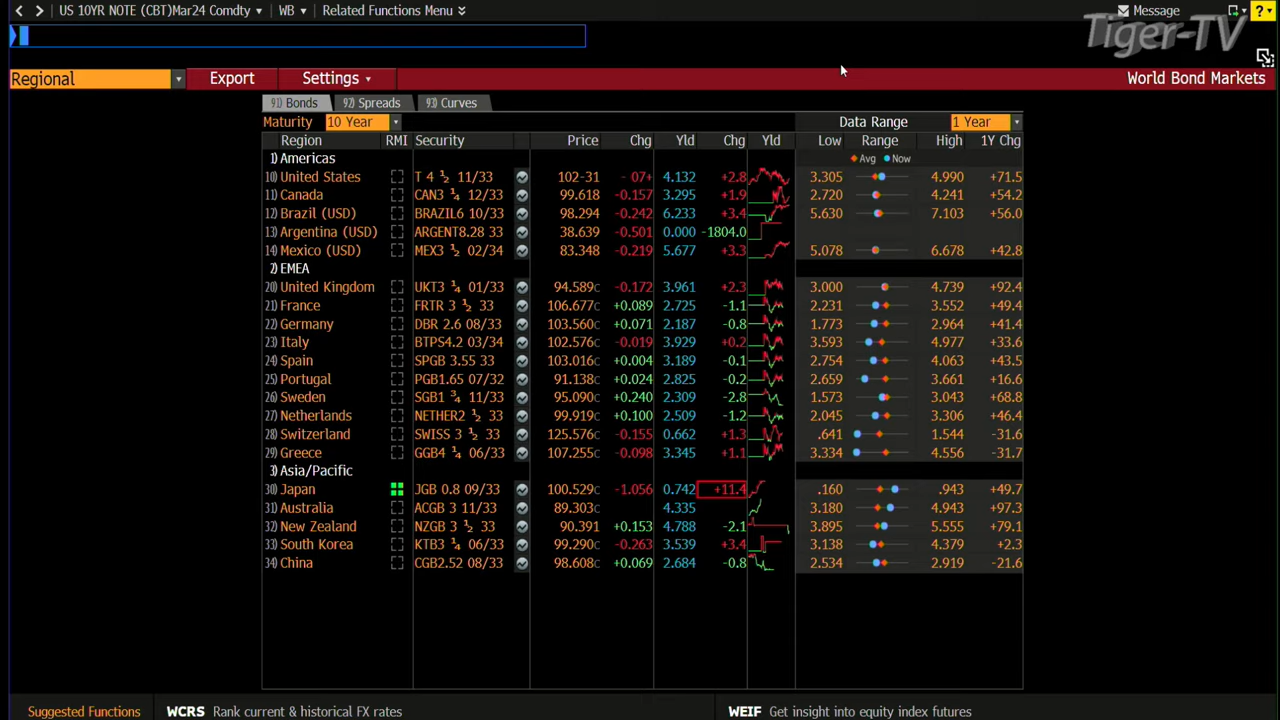 US 10YR NOTE (CBT)Mar24 Comdty WB Related Functions Menu Message ?
Tiger-TV
Regional Export Settings World Bond Markets
91) Bonds 92) Spreads 93) Curves
Maturity 10 Year Data Range 1 Year
Region RMI Security Price Chg Yld Chg Yld Low Range High 1Y Chg
1) Americas Avg Now
10) United States T 4 ½ 11/33 102-31 - 07+ 4.132 +2.8 3.305 4.990 +71.5
11) Canada CAN3 ¼ 12/33 99.618 -0.157 3.295 +1.9 2.720 4.241 +54.2
12) Brazil (USD) BRAZIL6 10/33 98.294 -0.242 6.233 +3.4 5.630 7.103 +56.0
13) Argentina (USD) ARGENT8.28 33 38.639 -0.501 0.000 -1804.0
14) Mexico (USD) MEX3 ½ 02/34 83.348 -0.219 5.677 +3.3 5.078 6.678 +42.8
2) EMEA
20) United Kingdom UKT3 ¼ 01/33 94.589c -0.172 3.961 +2.3 3.000 4.739 +92.4
21) France FRTR 3 ½ 33 106.677c +0.089 2.725 -1.1 2.231 3.552 +49.4
22) Germany DBR 2.6 08/33 103.560c +0.071 2.187 -0.8 1.773 2.964 +41.4
23) Italy BTPS4.2 03/34 102.576c -0.019 3.929 +0.2 3.593 4.977 +33.6
24) Spain SPGB 3.55 33 103.016c +0.004 3.189 -0.1 2.754 4.063 +43.5
25) Portugal PGB1.65 07/32 91.138c +0.024 2.825 -0.2 2.659 3.661 +16.6
26) Sweden SGB1 ¾ 11/33 95.090c +0.240 2.309 -2.8 1.573 3.043 +68.8
27) Netherlands NETHER2 ½ 33 99.919c +0.100 2.509 -1.2 2.045 3.306 +46.4
28) Switzerland SWISS 3 ½ 33 125.576c -0.155 0.662 +1.3 .641 1.544 -31.6
29) Greece GGB4 ¼ 06/33 107.255c -0.098 3.345 +1.1 3.334 4.556 -31.7
3) Asia/Pacific
30) Japan JGB 0.8 09/33 100.529c -1.056 0.742 +11.4 .160 .943 +49.7
31) Australia ACGB 3 11/33 89.303c 4.335 3.180 4.943 +97.3
32) New Zealand NZGB 3 ½ 33 90.391 +0.153 4.788 -2.1 3.895 5.555 +79.1
33) South Korea KTB3 ¼ 06/33 99.290c -0.263 3.539 +3.4 3.138 4.379 +2.3
34) China CGB2.52 08/33 98.608c +0.069 2.684 -0.8 2.534 2.919 -21.6
Suggested Functions WCRS Rank current & historical FX rates WEIF Get insight into equity index futures